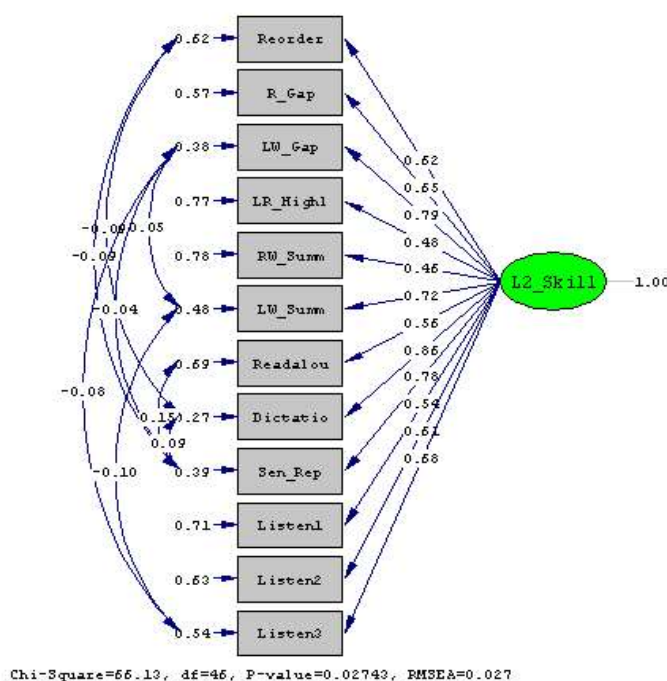 0.62 Reorder
0.57 R_Gap
0.38 LW_Gap
0.62
0.65
0.79
0.77 LR_Highl
0.48
0.05
-0.09
0.78 RW_Summ
0.46
L2_Skill 1.00
-0.04
0.48 LW_Summ
0.72
0.69 Readalou
0.56
-0.08
0.86
0.15
0.27 Dictatio
0.78
0.09
0.54
0.61
-0.10
0.39 Sen_Rep
0.68
0.71 Listen1
0.63 Listen2
0.54 Listen3
Chi-Square=66.13, df=46, P-value=0.02743, RMSEA=0.027